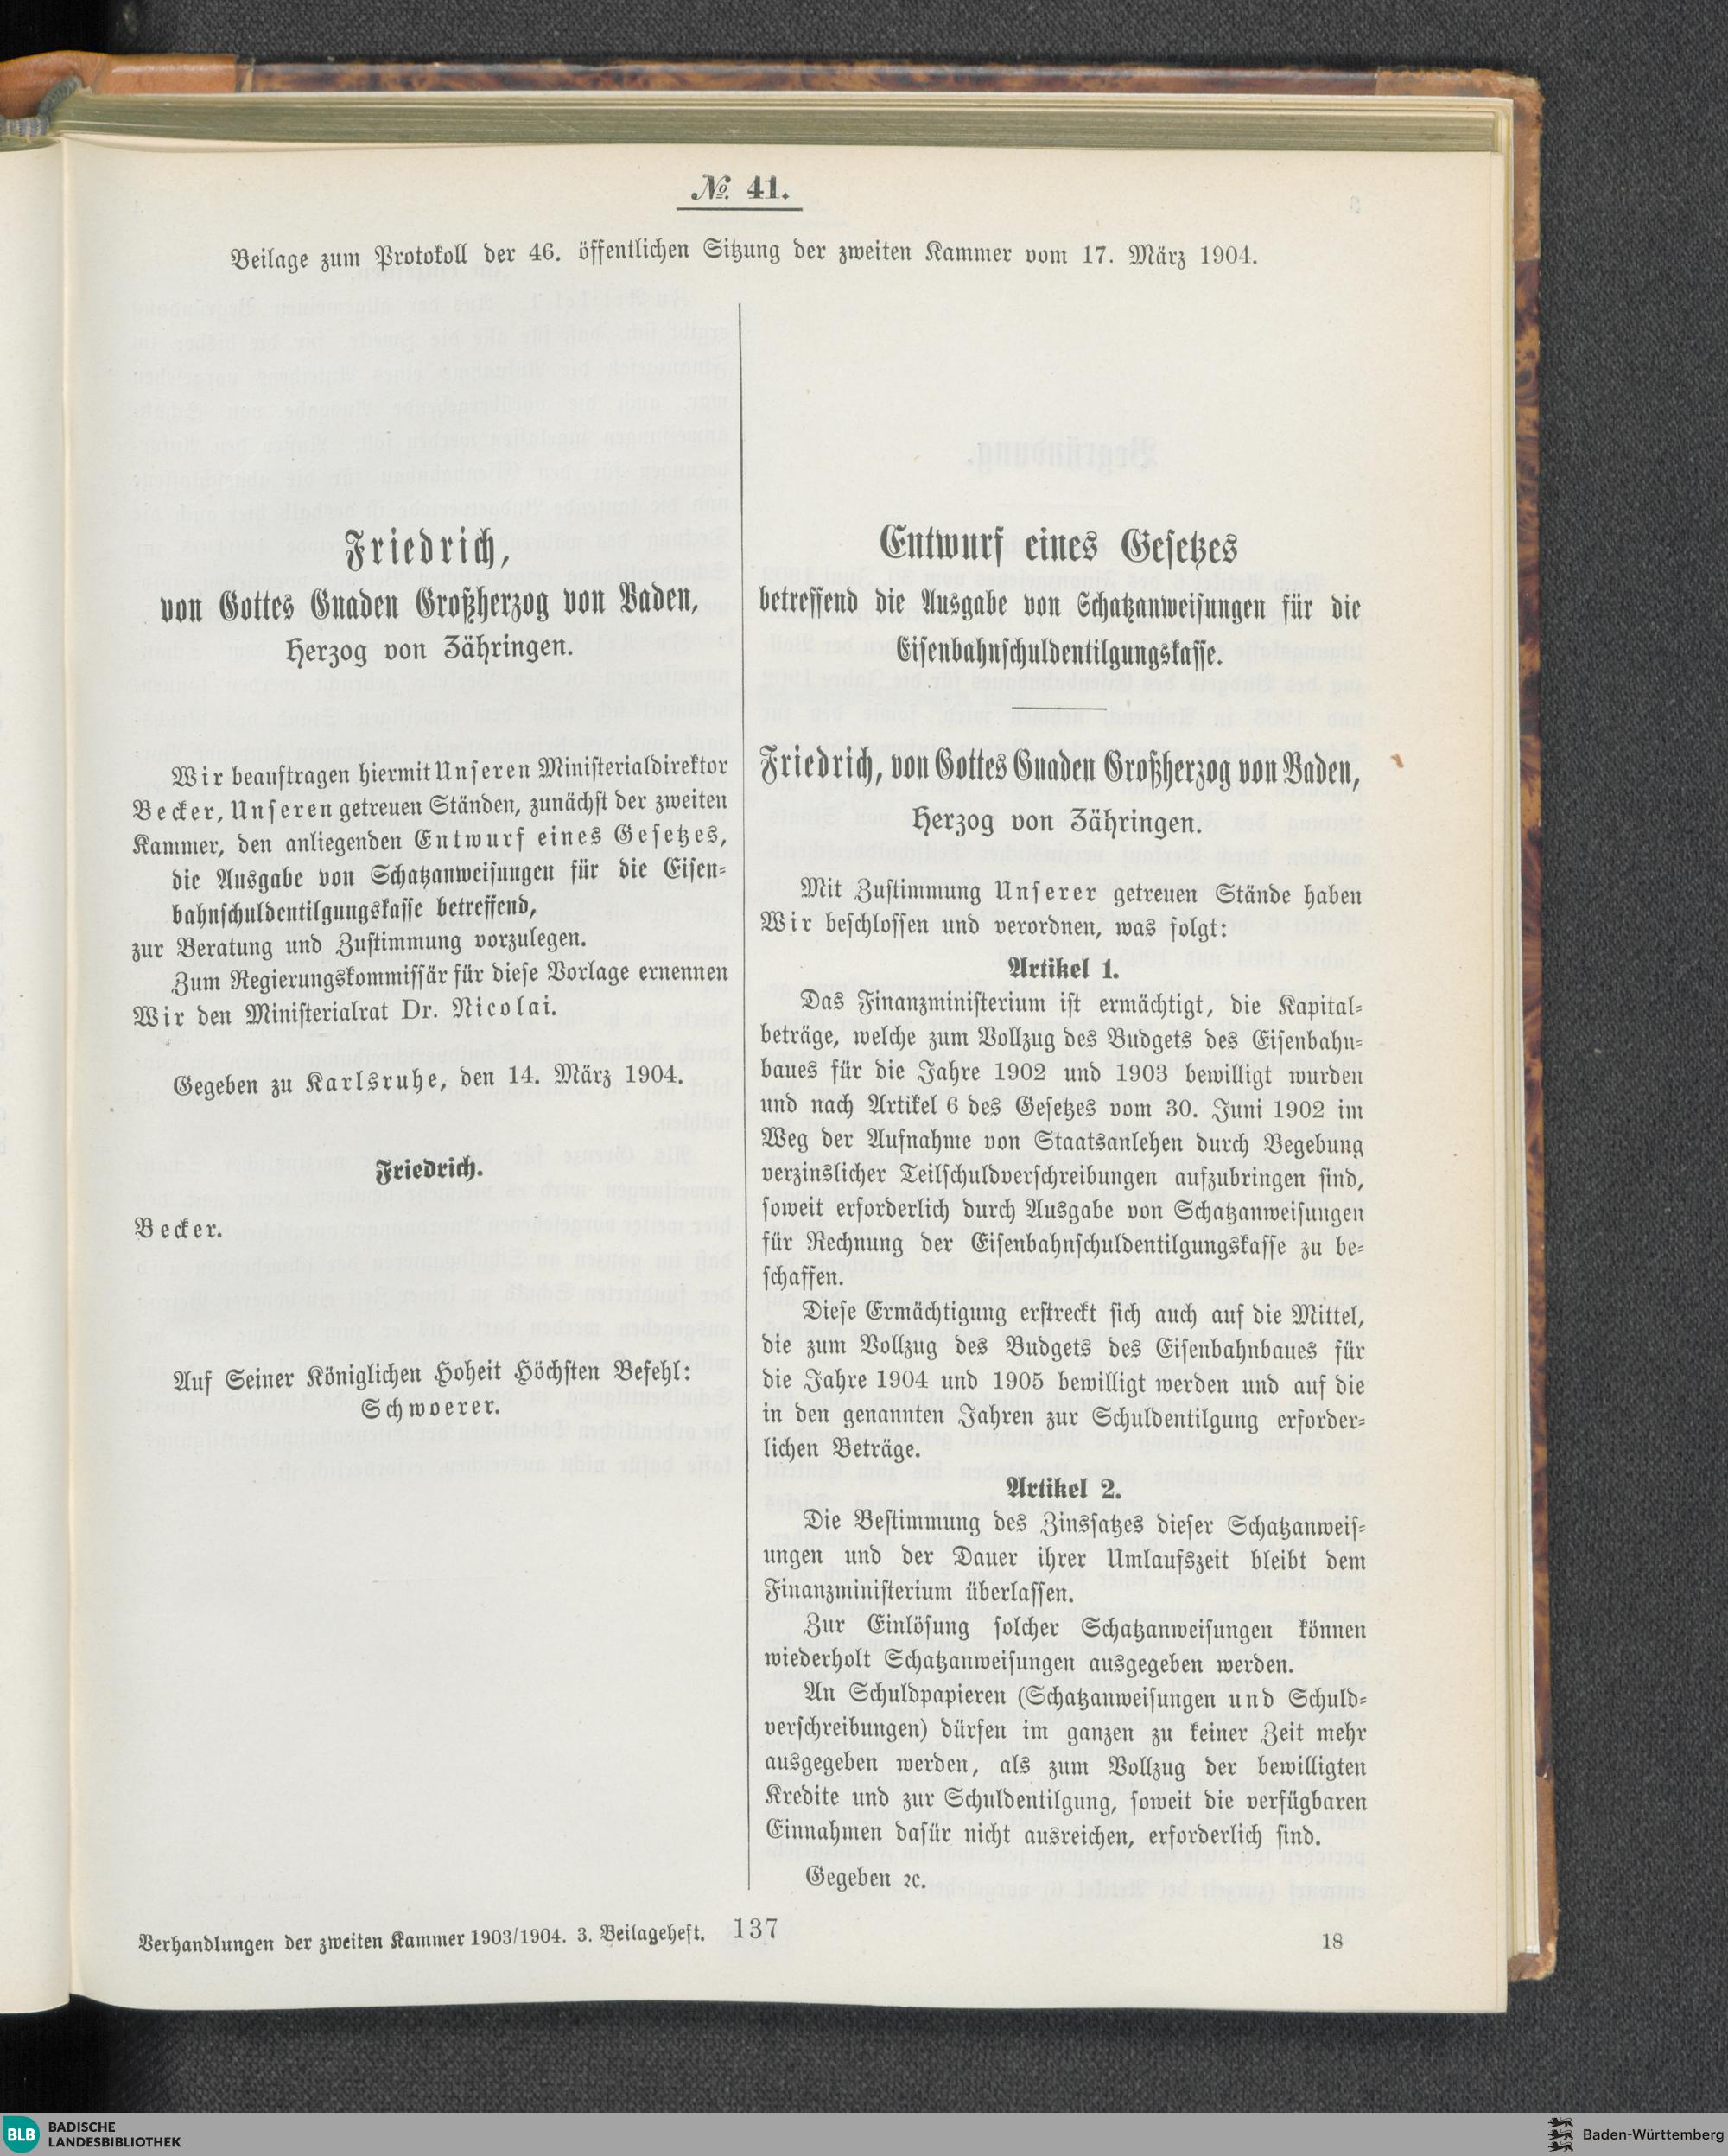 № 41.
Beilage zum Protokoll der 46. öffentlichen Sitzung der zweiten Kammer vom 17. März 1904.
Friedrich,
von Gottes Gnaden Großherzog von Baden,
Herzog von Zähringen.
Wir beauftragen hiermit Unseren Ministerialdirektor
Becker, Unseren getreuen Ständen, zunächst der zweiten
Kammer, den anliegenden Entwurf eines Gesetzes,
die Ausgabe von Schatzanweisungen für die Eisen-
bahnschuldentilgungskasse betreffend,
zur Beratung und Zustimmung vorzulegen.
Zum Regierungskommissär für diese Vorlage ernennen
Wir den Ministerialrat Dr. Nicolai.
Gegeben zu Karlsruhe, den 14. März 1904.
Friedrich.
Becker.
Auf Seiner Königlichen Hoheit Höchsten Befehl:
Schwoerer.
Entwurf eines Gesetzes
betreffend die Ausgabe von Schatzanweisungen für die
Eisenbahnschuldentilgungskasse.
Friedrich, von Gottes Gnaden Großherzog von Baden,
Herzog von Zähringen.
Mit Zustimmung Unserer getreuen Stände haben
Wir beschlossen und verordnen, was folgt:
Artikel 1.
Das Finanzministerium ist ermächtigt, die Kapital-
beträge, welche zum Vollzug des Budgets des Eisenbahn-
baues für die Jahre 1902 und 1903 bewilligt wurden
und nach Artikel 6 des Gesetzes vom 30. Juni 1902 im
Weg der Aufnahme von Staatsanlehen durch Begebung
verzinslicher Teilschuldverschreibungen aufzubringen sind,
soweit erforderlich durch Ausgabe von Schatzanweisungen
für Rechnung der Eisenbahnschuldentilgungskasse zu be-
schaffen.
Diese Ermächtigung erstreckt sich auch auf die Mittel,
die zum Vollzug des Budgets des Eisenbahnbaues für
die Jahre 1904 und 1905 bewilligt werden und auf die
in den genannten Jahren zur Schuldentilgung erforder-
lichen Beträge.
Artikel 2.
Die Bestimmung des Zinssatzes dieser Schatzanweis-
ungen und der Dauer ihrer Umlaufszeit bleibt dem
Finanzministerium überlassen.
Zur Einlösung solcher Schatzanweisungen können
wiederholt Schatzanweisungen ausgegeben werden.
An Schuldpapieren (Schatzanweisungen und Schuld-
verschreibungen) dürfen im ganzen zu keiner Zeit mehr
ausgegeben werden, als zum Vollzug der bewilligten
Kredite und zur Schuldentilgung, soweit die verfügbaren
Einnahmen dafür nicht ausreichen, erforderlich sind.
Gegeben ꝛc.
Verhandlungen der zweiten Kammer 1903/1904. 3. Beilageheft. 137
18
BLB BADISCHE
LANDESBIBLIOTHEK
Baden-Württemberg